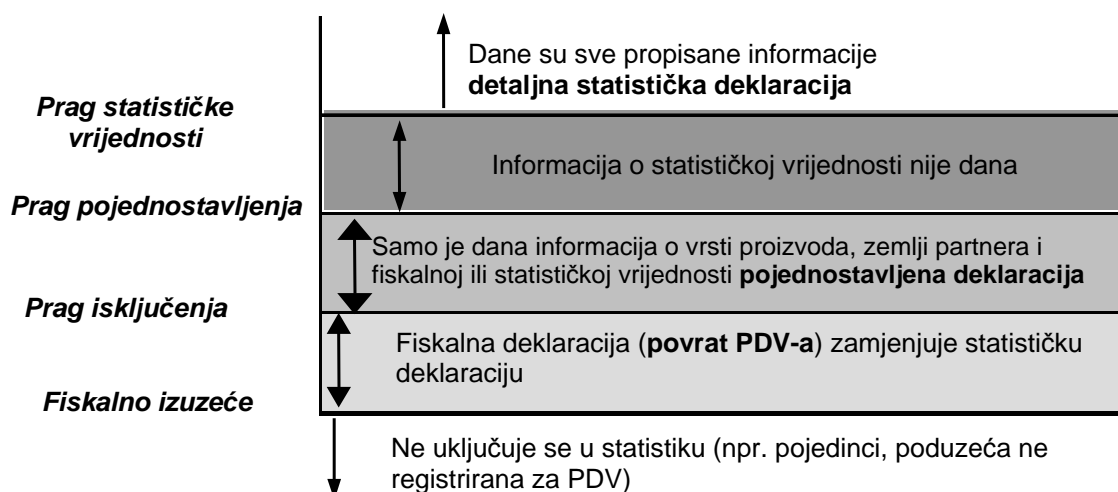 Dane su sve propisane informacije
detaljna statistička deklaracija
Prag statističke
vrijednosti
Informacija o statističkoj vrijednosti nije dana
Prag pojednostavljenja
Samo je dana informacija o vrsti proizvoda, zemlji partnera i
fiskalnoj ili statističkoj vrijednosti pojednostavljena deklaracija
Prag isključenja
Fiskalna deklaracija (povrat PDV-a) zamjenjuje statističku
deklaraciju
Fiskalno izuzeće
Ne uključuje se u statistiku (npr. pojedinci, poduzeća ne
registrirana za PDV)